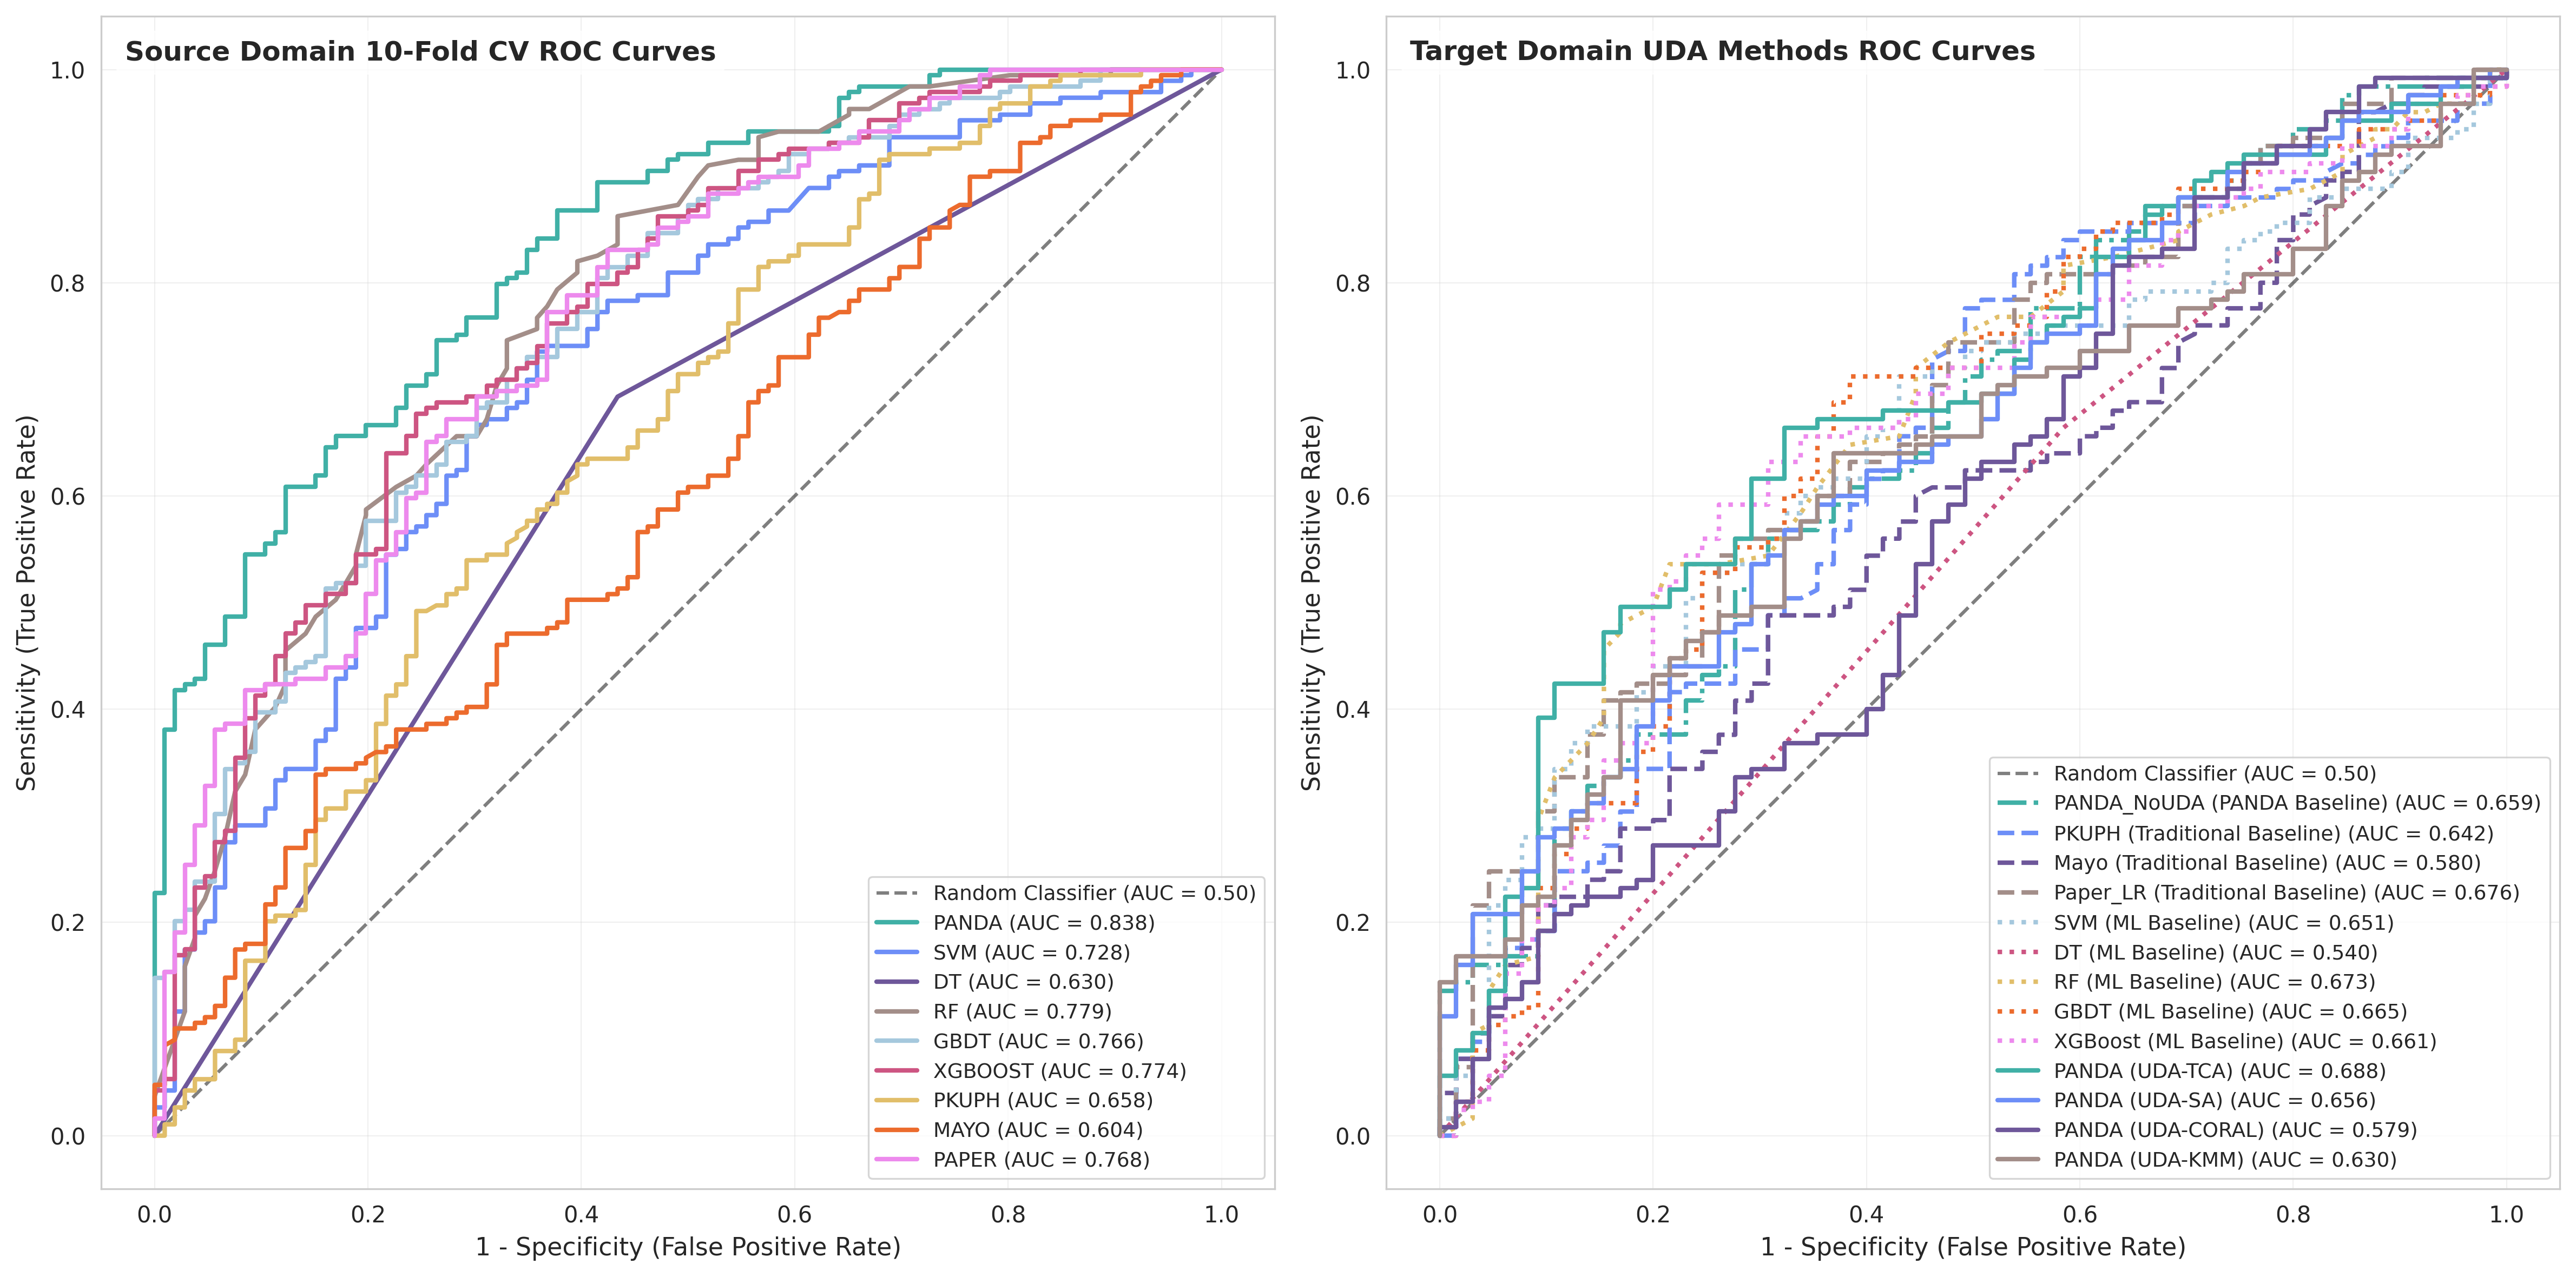 Source Domain 10-Fold CV ROC Curves
Sensitivity (True Positive Rate)
1.0
0.8
0.6
0.4
0.2
0.0
Random Classifier (AUC = 0.50)
PANDA (AUC = 0.838)
SVM (AUC = 0.728)
DT (AUC = 0.630)
RF (AUC = 0.779)
GBDT (AUC = 0.766)
XGBOOST (AUC = 0.774)
PKUPH (AUC = 0.658)
MAYO (AUC = 0.604)
PAPER (AUC = 0.768)
0.0 0.2 0.4 0.6 0.8 1.0
1 - Specificity (False Positive Rate)
Target Domain UDA Methods ROC Curves
Sensitivity (True Positive Rate)
1.0
0.8
0.6
0.4
0.2
0.0
Random Classifier (AUC = 0.50)
PANDA_NoUDA (PANDA Baseline) (AUC = 0.659)
PKUPH (Traditional Baseline) (AUC = 0.642)
Mayo (Traditional Baseline) (AUC = 0.580)
Paper_LR (Traditional Baseline) (AUC = 0.676)
SVM (ML Baseline) (AUC = 0.651)
DT (ML Baseline) (AUC = 0.540)
RF (ML Baseline) (AUC = 0.673)
GBDT (ML Baseline) (AUC = 0.665)
XGBoost (ML Baseline) (AUC = 0.661)
PANDA (UDA-TCA) (AUC = 0.688)
PANDA (UDA-SA) (AUC = 0.656)
PANDA (UDA-CORAL) (AUC = 0.579)
PANDA (UDA-KMM) (AUC = 0.630)
0.0 0.2 0.4 0.6 0.8 1.0
1 - Specificity (False Positive Rate)